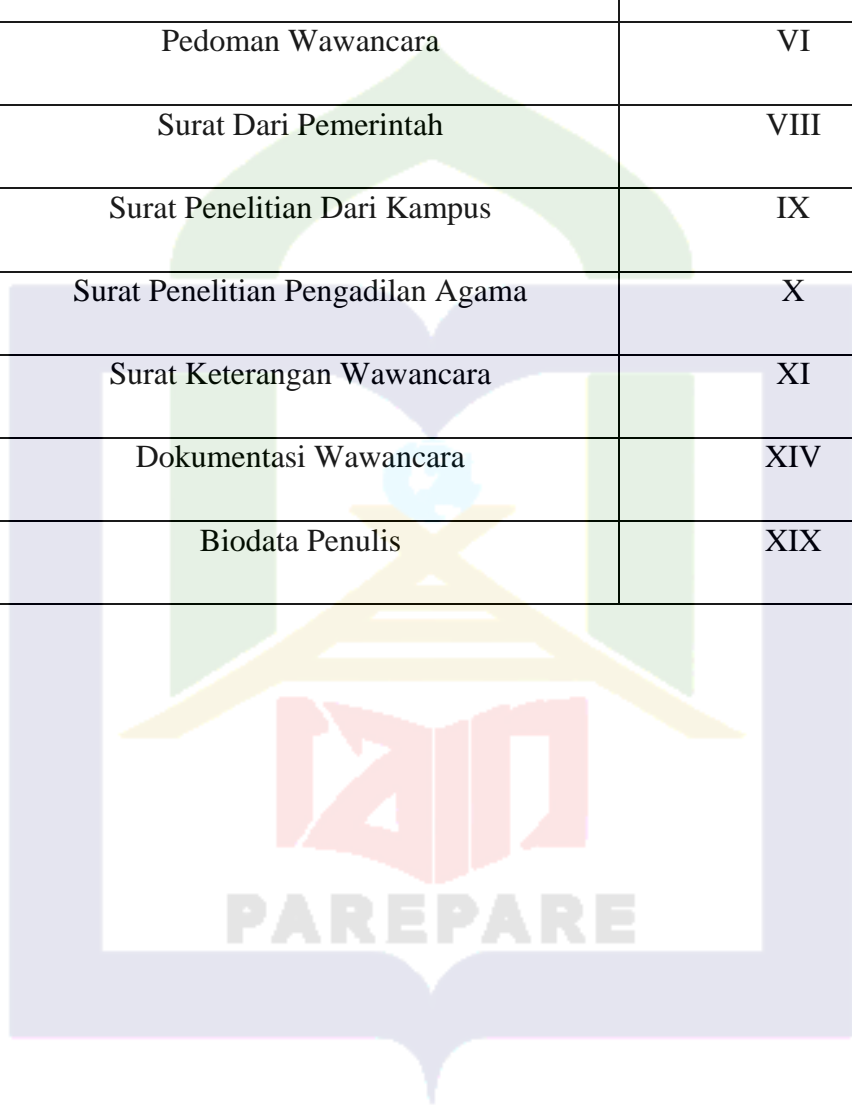 Pedoman Wawancara VI
Surat Dari Pemerintah VIII
Surat Penelitian Dari Kampus IX
Surat Penelitian Pengadilan Agama X
Surat Keterangan Wawancara XI
Dokumentasi Wawancara XIV
Biodata Penulis XIX
iain
PAREPARE